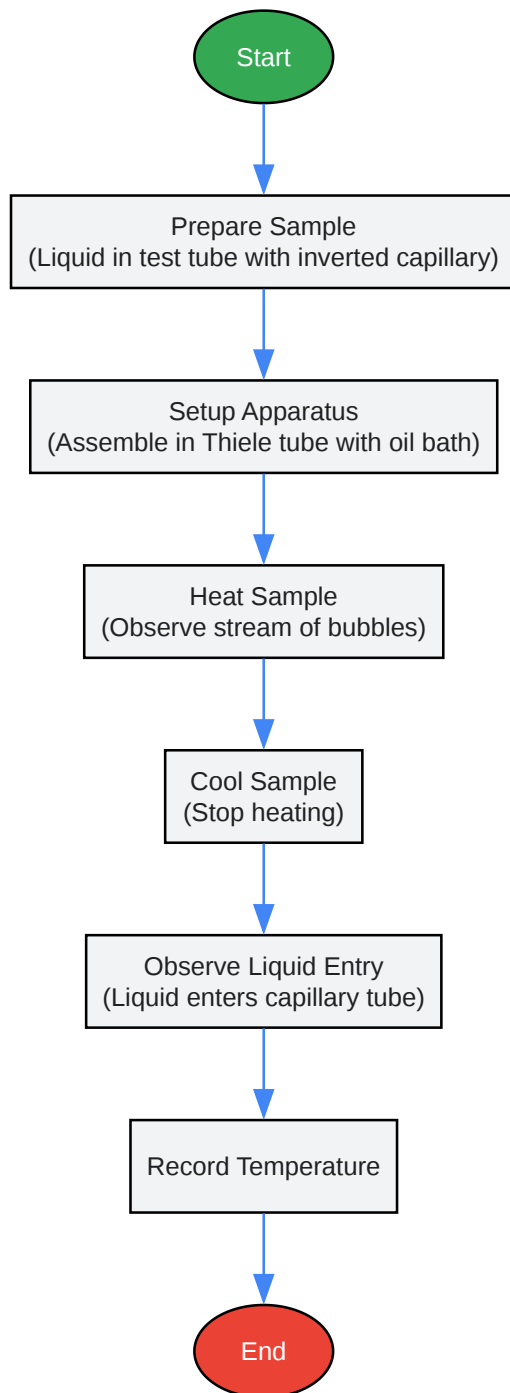 Start
Prepare Sample
(Liquid in test tube with inverted capillary)
Setup Apparatus
(Assemble in Thiele tube with oil bath)
Heat Sample
(Observe stream of bubbles)
Cool Sample
(Stop heating)
Observe Liquid Entry
(Liquid enters capillary tube)
Record Temperature
End